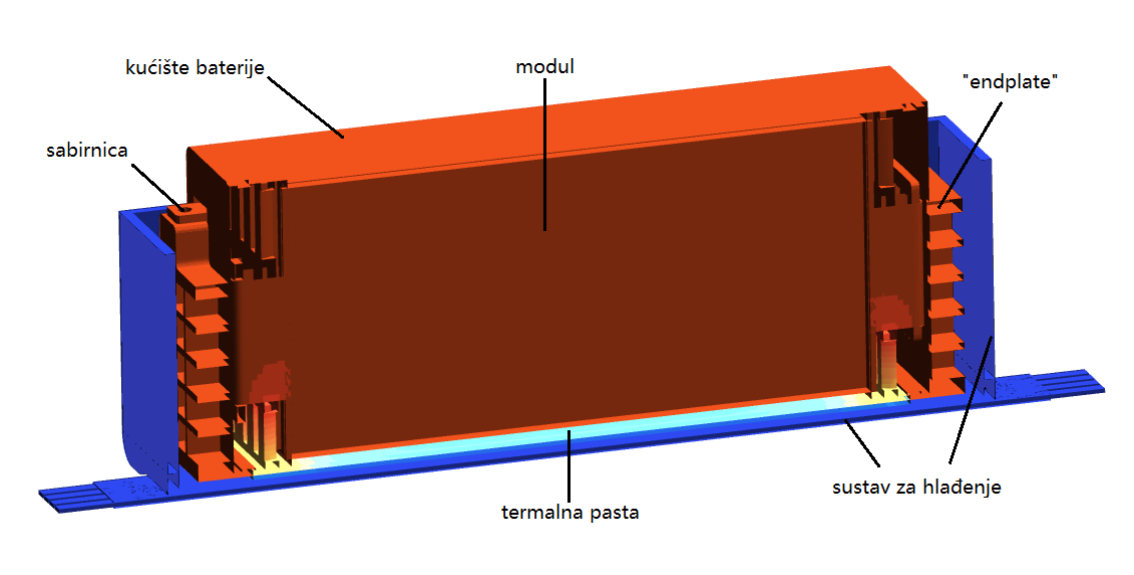 kućište baterije
modul
"endplate"
sabirnica
sustav za hlađenje
termalna pasta